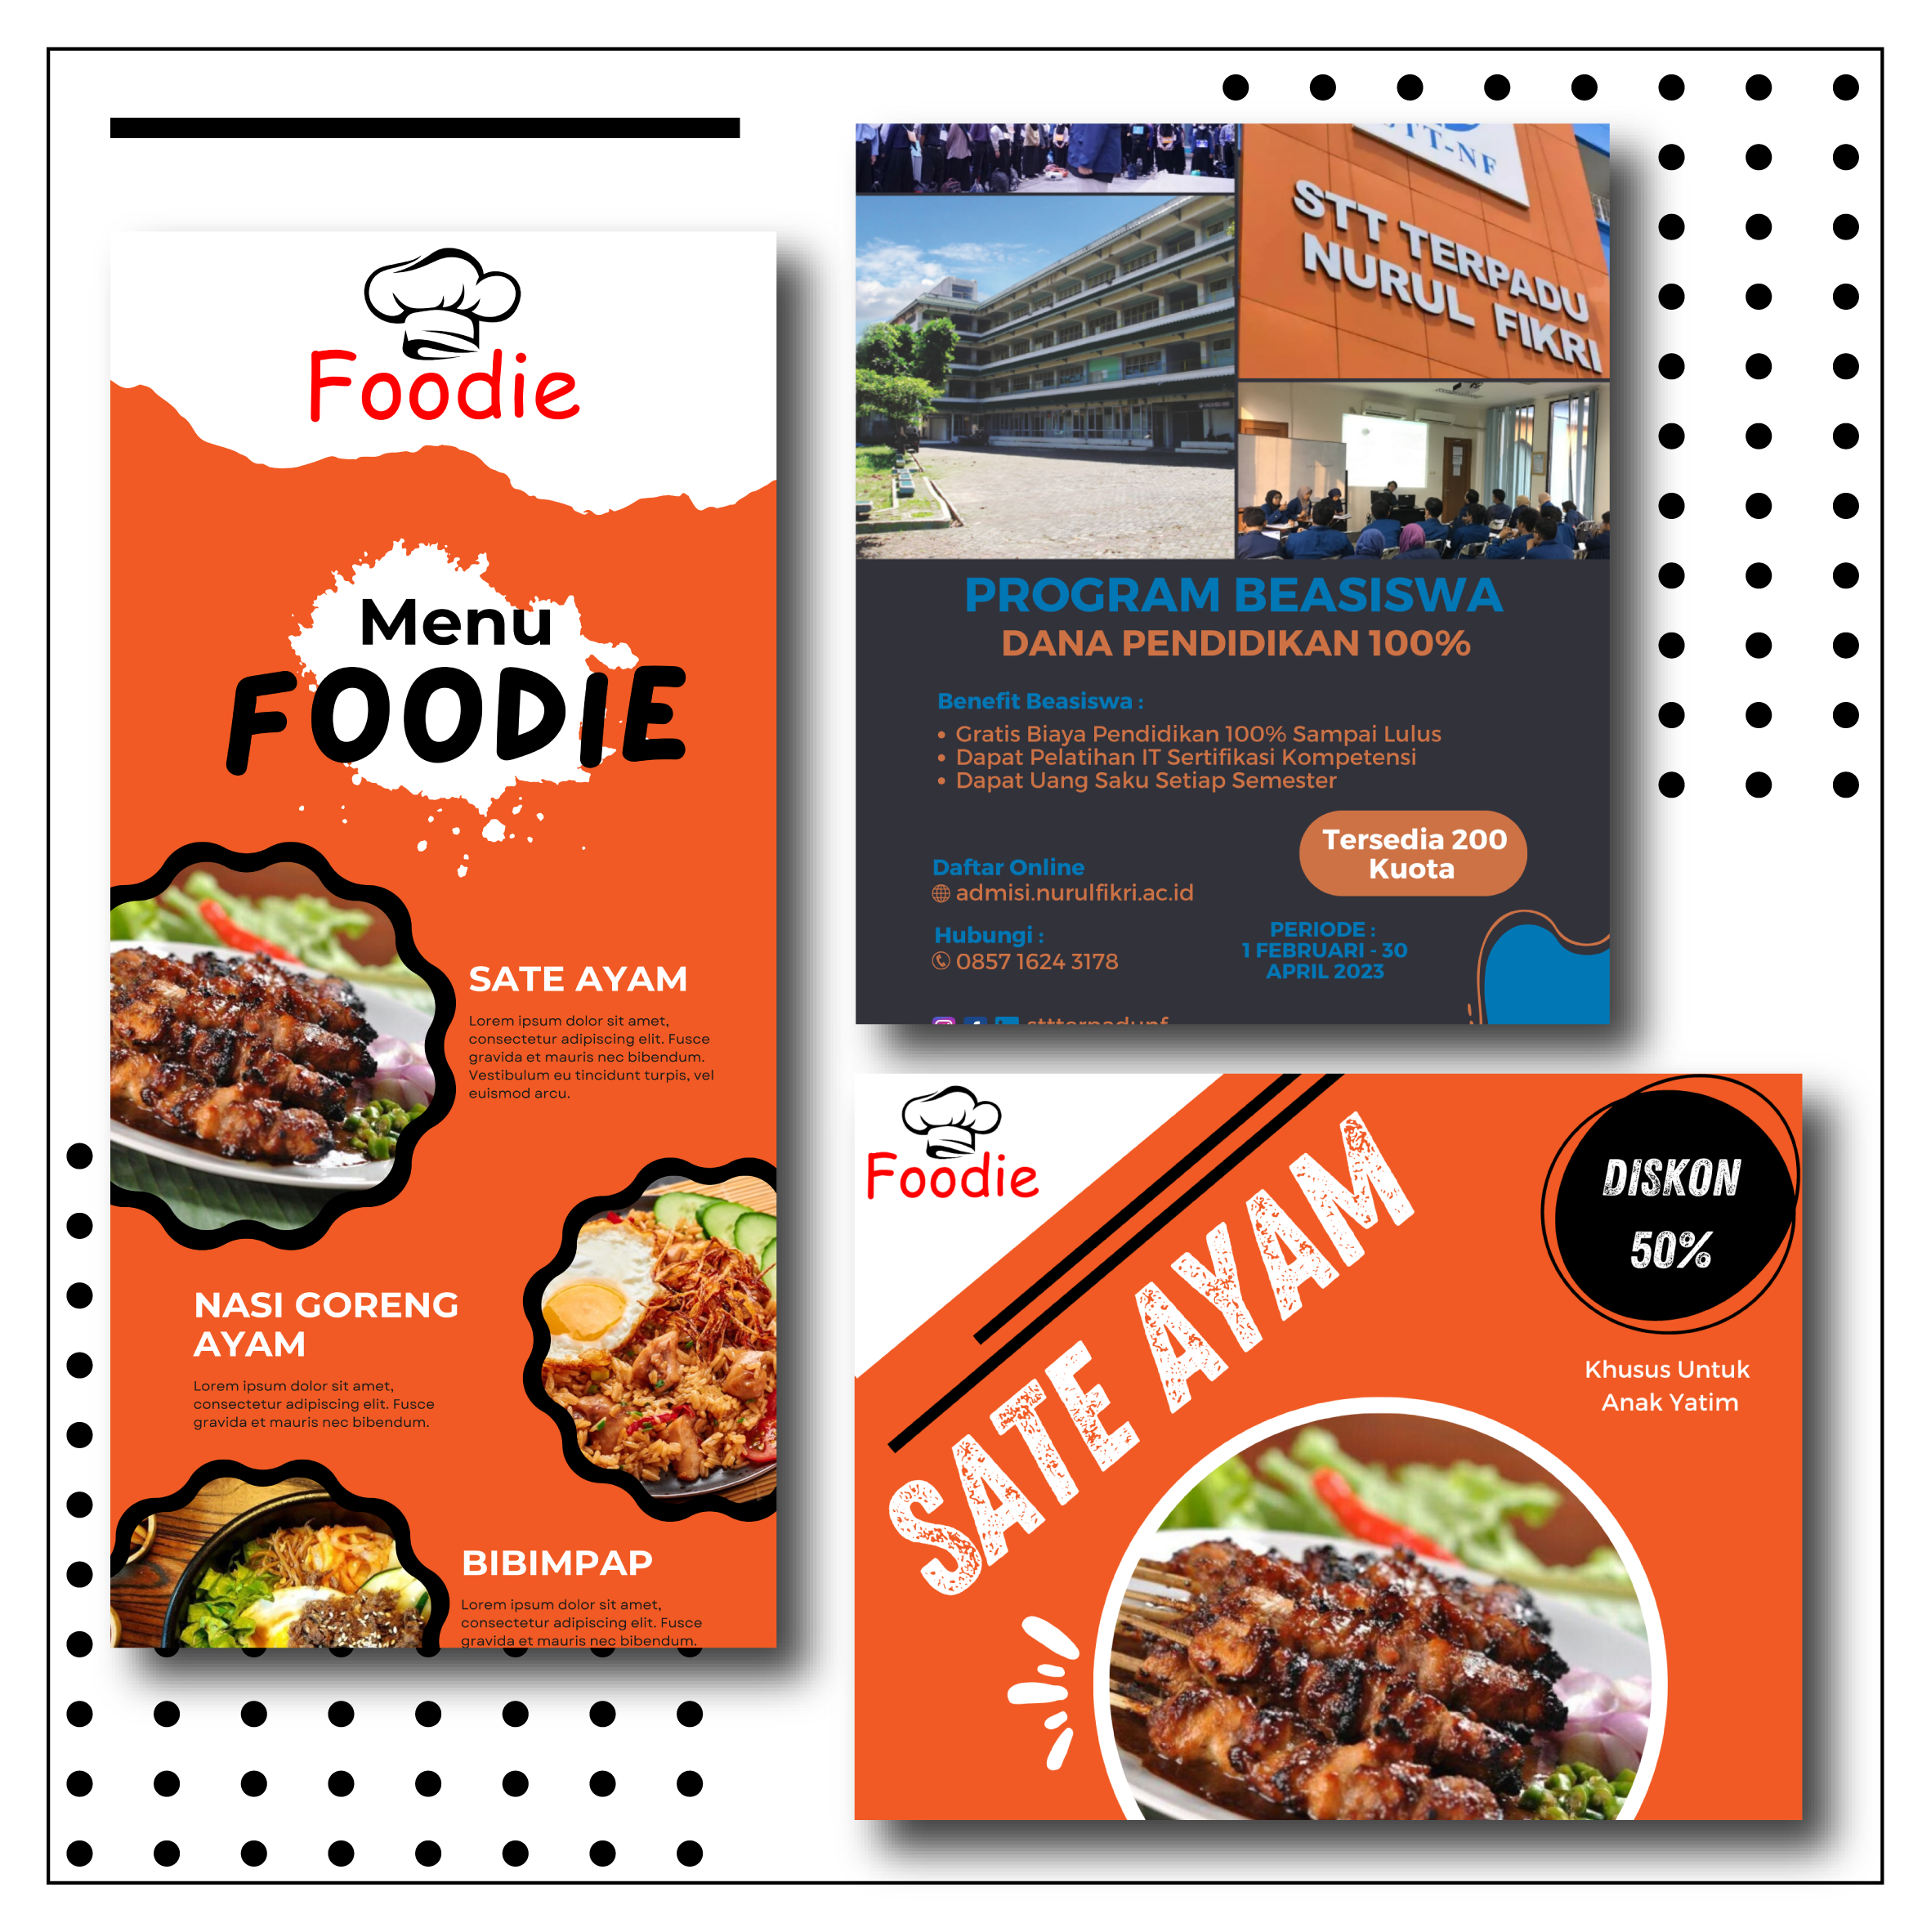 Foodie
Menu
FOODIE
SATE AYAM
Lorem ipsum dolor sit amet,
consectetur adipiscing elit. Fusce
gravida et mauris nec bibendum.
Vestibulum eu tincidunt turpis, vel
euismod arcu.
NASI GORENG
AYAM
Lorem ipsum dolor sit amet,
consectetur adipiscing elit. Fusce
gravida et mauris nec bibendum.
BIBIMPAP
Lorem ipsum dolor sit amet,
consectetur adipiscing elit. Fusce
gravida et mauris nec bibendum.
STT-NF
STT TERPADU
NURUL FIKRI
PROGRAM BEASISWA
DANA PENDIDIKAN 100%
Benefit Beasiswa :
• Gratis Biaya Pendidikan 100% Sampai Lulus
• Dapat Pelatihan IT Sertifikasi Kompetensi
• Dapat Uang Saku Setiap Semester
Tersedia 200
Kuota
Daftar Online
admisi.nurulfikri.ac.id
Hubungi :
0857 1624 3178
PERIODE :
1 FEBRUARI - 30
APRIL 2023
Foodie
SATE AYAM
DISKON
50%
Khusus Untuk
Anak Yatim